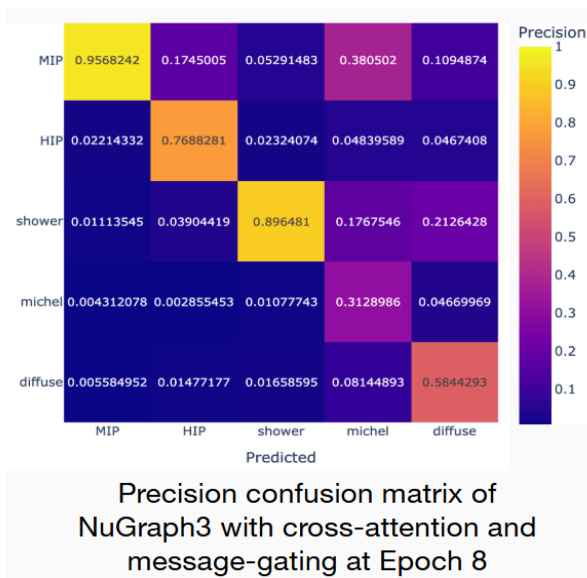 Precision
MIP 0.9568242 0.1745005 0.05291483 0.380502 0.1094874
HIP 0.02214332 0.7688281 0.02324074 0.04839589 0.0467408
shower 0.01113545 0.03904419 0.896481 0.1767546 0.2126428
michel 0.004312078 0.002855453 0.01077743 0.3128986 0.04669969
diffuse 0.005584952 0.01477177 0.01658595 0.08144893 0.5844293
MIP HIP shower michel diffuse
Predicted
1
0.9
0.8
0.7
0.6
0.5
0.4
0.3
0.2
0.1
Precision confusion matrix of
NuGraph3 with cross-attention and
message-gating at Epoch 8